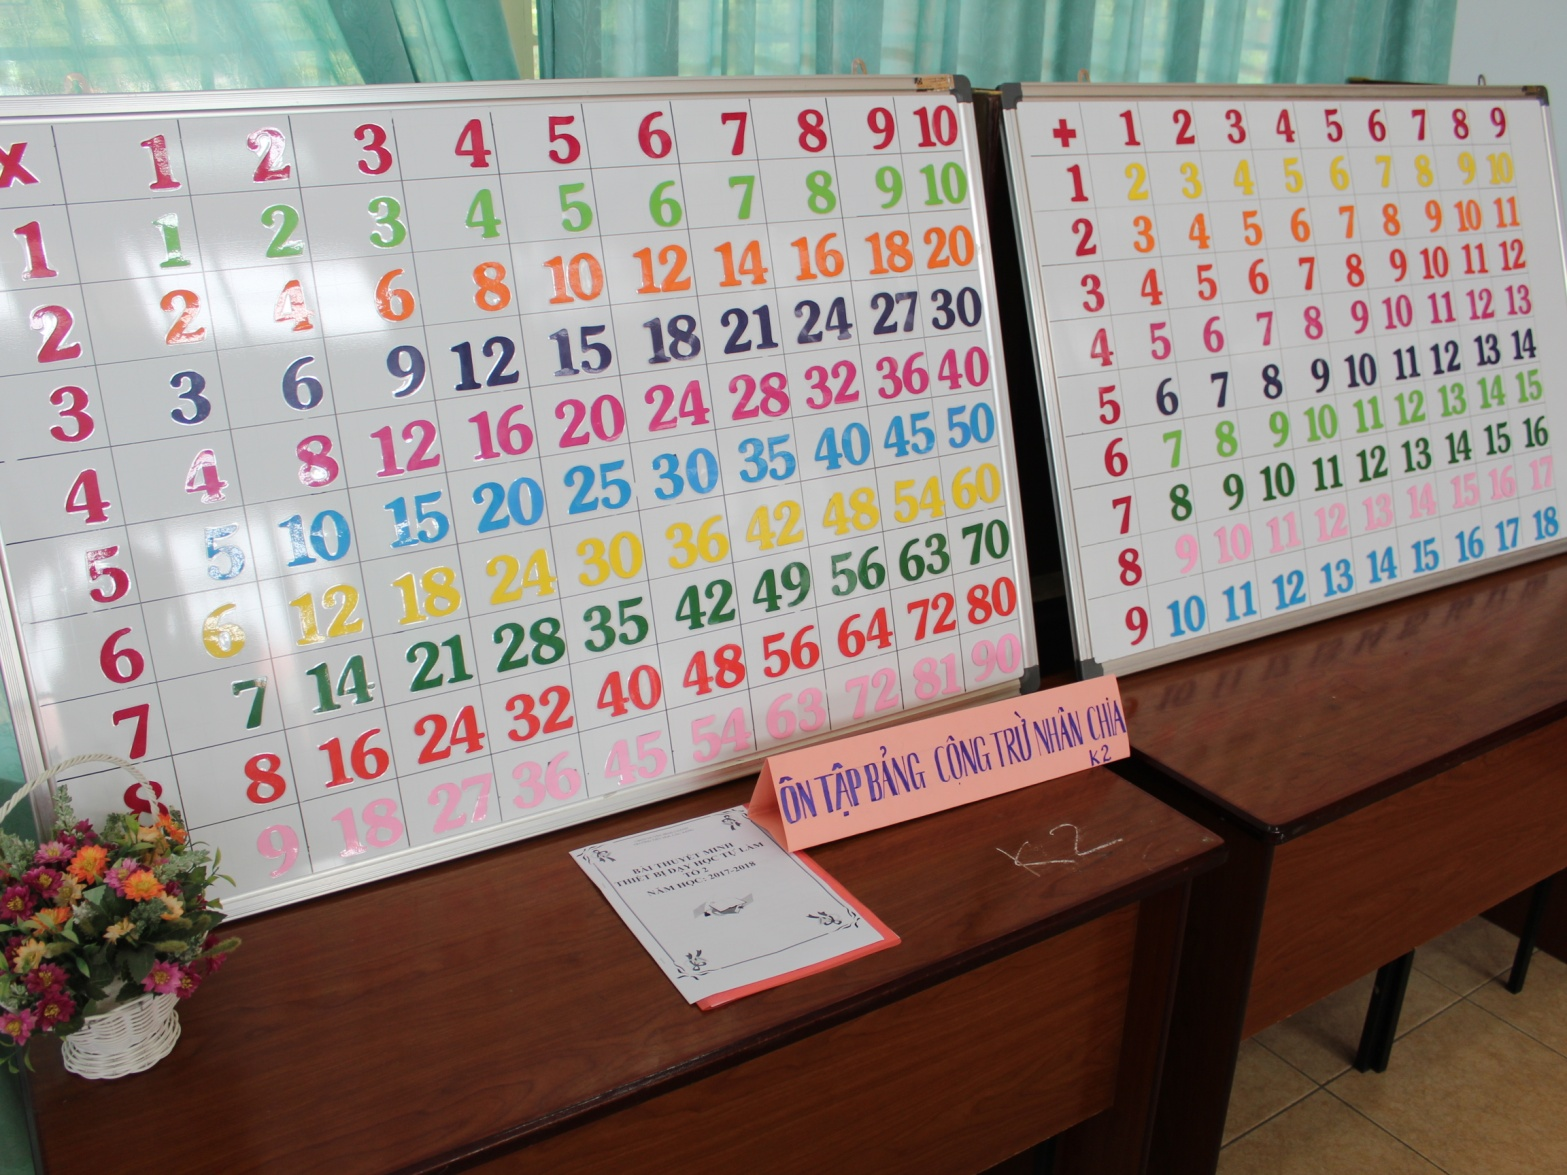 x 1 2 3 4 5 6 7 8 9 10
1 1 2 3 4 5 6 7 8 9 10
2 2 4 6 8 10 12 14 16 18 20
3 3 6 9 12 15 18 21 24 27 30
4 4 8 12 16 20 24 28 32 36 40
5 5 10 15 20 25 30 35 40 45 50
6 6 12 18 24 30 36 42 48 54 60
7 7 14 21 28 35 42 49 56 63 70
8 8 16 24 32 40 48 56 64 72 80
9 18 27 36 45 54 63 72 81 90
+ 1 2 3 4 5 6 7 8 9
1 2 3 4 5 6 7 8 9 10
2 3 4 5 6 7 8 9 10 11
3 4 5 6 7 8 9 10 11 12
4 5 6 7 8 9 10 11 12 13
5 6 7 8 9 10 11 12 13 14
6 7 8 9 10 11 12 13 14 15
7 8 9 10 11 12 13 14 15 16
8 9 10 11 12 13 14 15 16 17
9 10 11 12 13 14 15 16 17 18
ÔN TẬP BẢNG CỘNG TRỪ NHÂN CHIA
K2
K2
BÀI THUYẾT MINH
THIẾT BỊ DẠY HỌC TỰ LÀM
TỔ 2
NĂM HỌC: 2017-2018